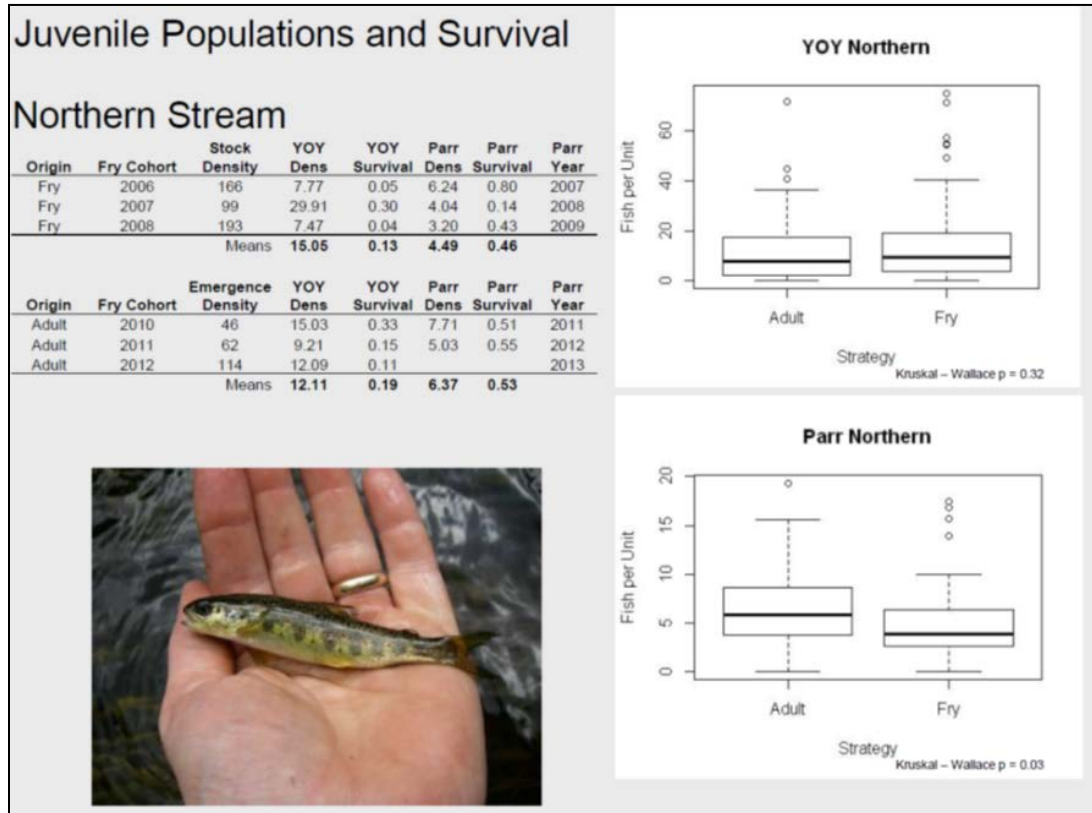 Juvenile Populations and Survival
Northern Stream
Stock YOY YOY Parr Parr Parr
Origin Fry Cohort Density Dens Survival Dens Survival Year
Fry 2006 166 7.77 0.05 6.24 0.80 2007
Fry 2007 99 29.91 0.30 4.04 0.14 2008
Fry 2008 193 7.47 0.04 3.20 0.43 2009
Means 15.05 0.13 4.49 0.46
Emergence YOY YOY Parr Parr Parr
Origin Fry Cohort Density Dens Survival Dens Survival Year
Adult 2010 46 15.03 0.33 7.71 0.51 2011
Adult 2011 62 9.21 0.15 5.03 0.55 2012
Adult 2012 114 12.09 0.11 2013
Means 12.11 0.19 6.37 0.53
YOY Northern
Fish per Unit
60
40
20
0
Adult Fry
Strategy
Kruskal – Wallace p = 0.32
Parr Northern
Fish per Unit
20
15
10
5
0
Adult Fry
Strategy
Kruskal – Wallace p = 0.03